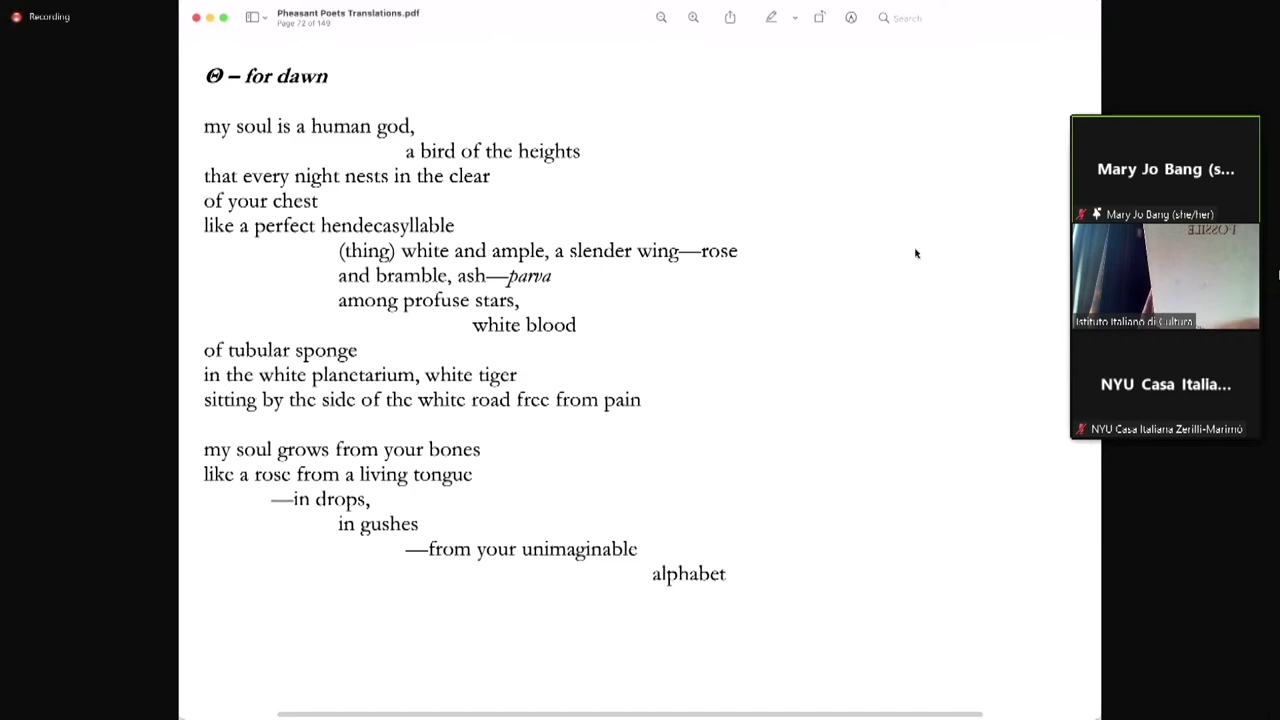 Recording
Pheasant Poets Translations.pdf
Page 72 of 149
Search
Θ – for dawn
my soul is a human god,
a bird of the heights
that every night nests in the clear
of your chest
like a perfect hendecasyllable
(thing) white and ample, a slender wing—rose
and bramble, ash—parva
among profuse stars,
white blood
of tubular sponge
in the white planetarium, white tiger
sitting by the side of the white road free from pain
my soul grows from your bones
like a rose from a living tongue
—in drops,
in gushes
—from your unimaginable
alphabet
Mary Jo Bang (s...
Mary Jo Bang (she/her)
FOSSILE
Istituto Italiano di Cultura
NYU Casa Italia...
NYU Casa Italiana Zerilli-Marimò